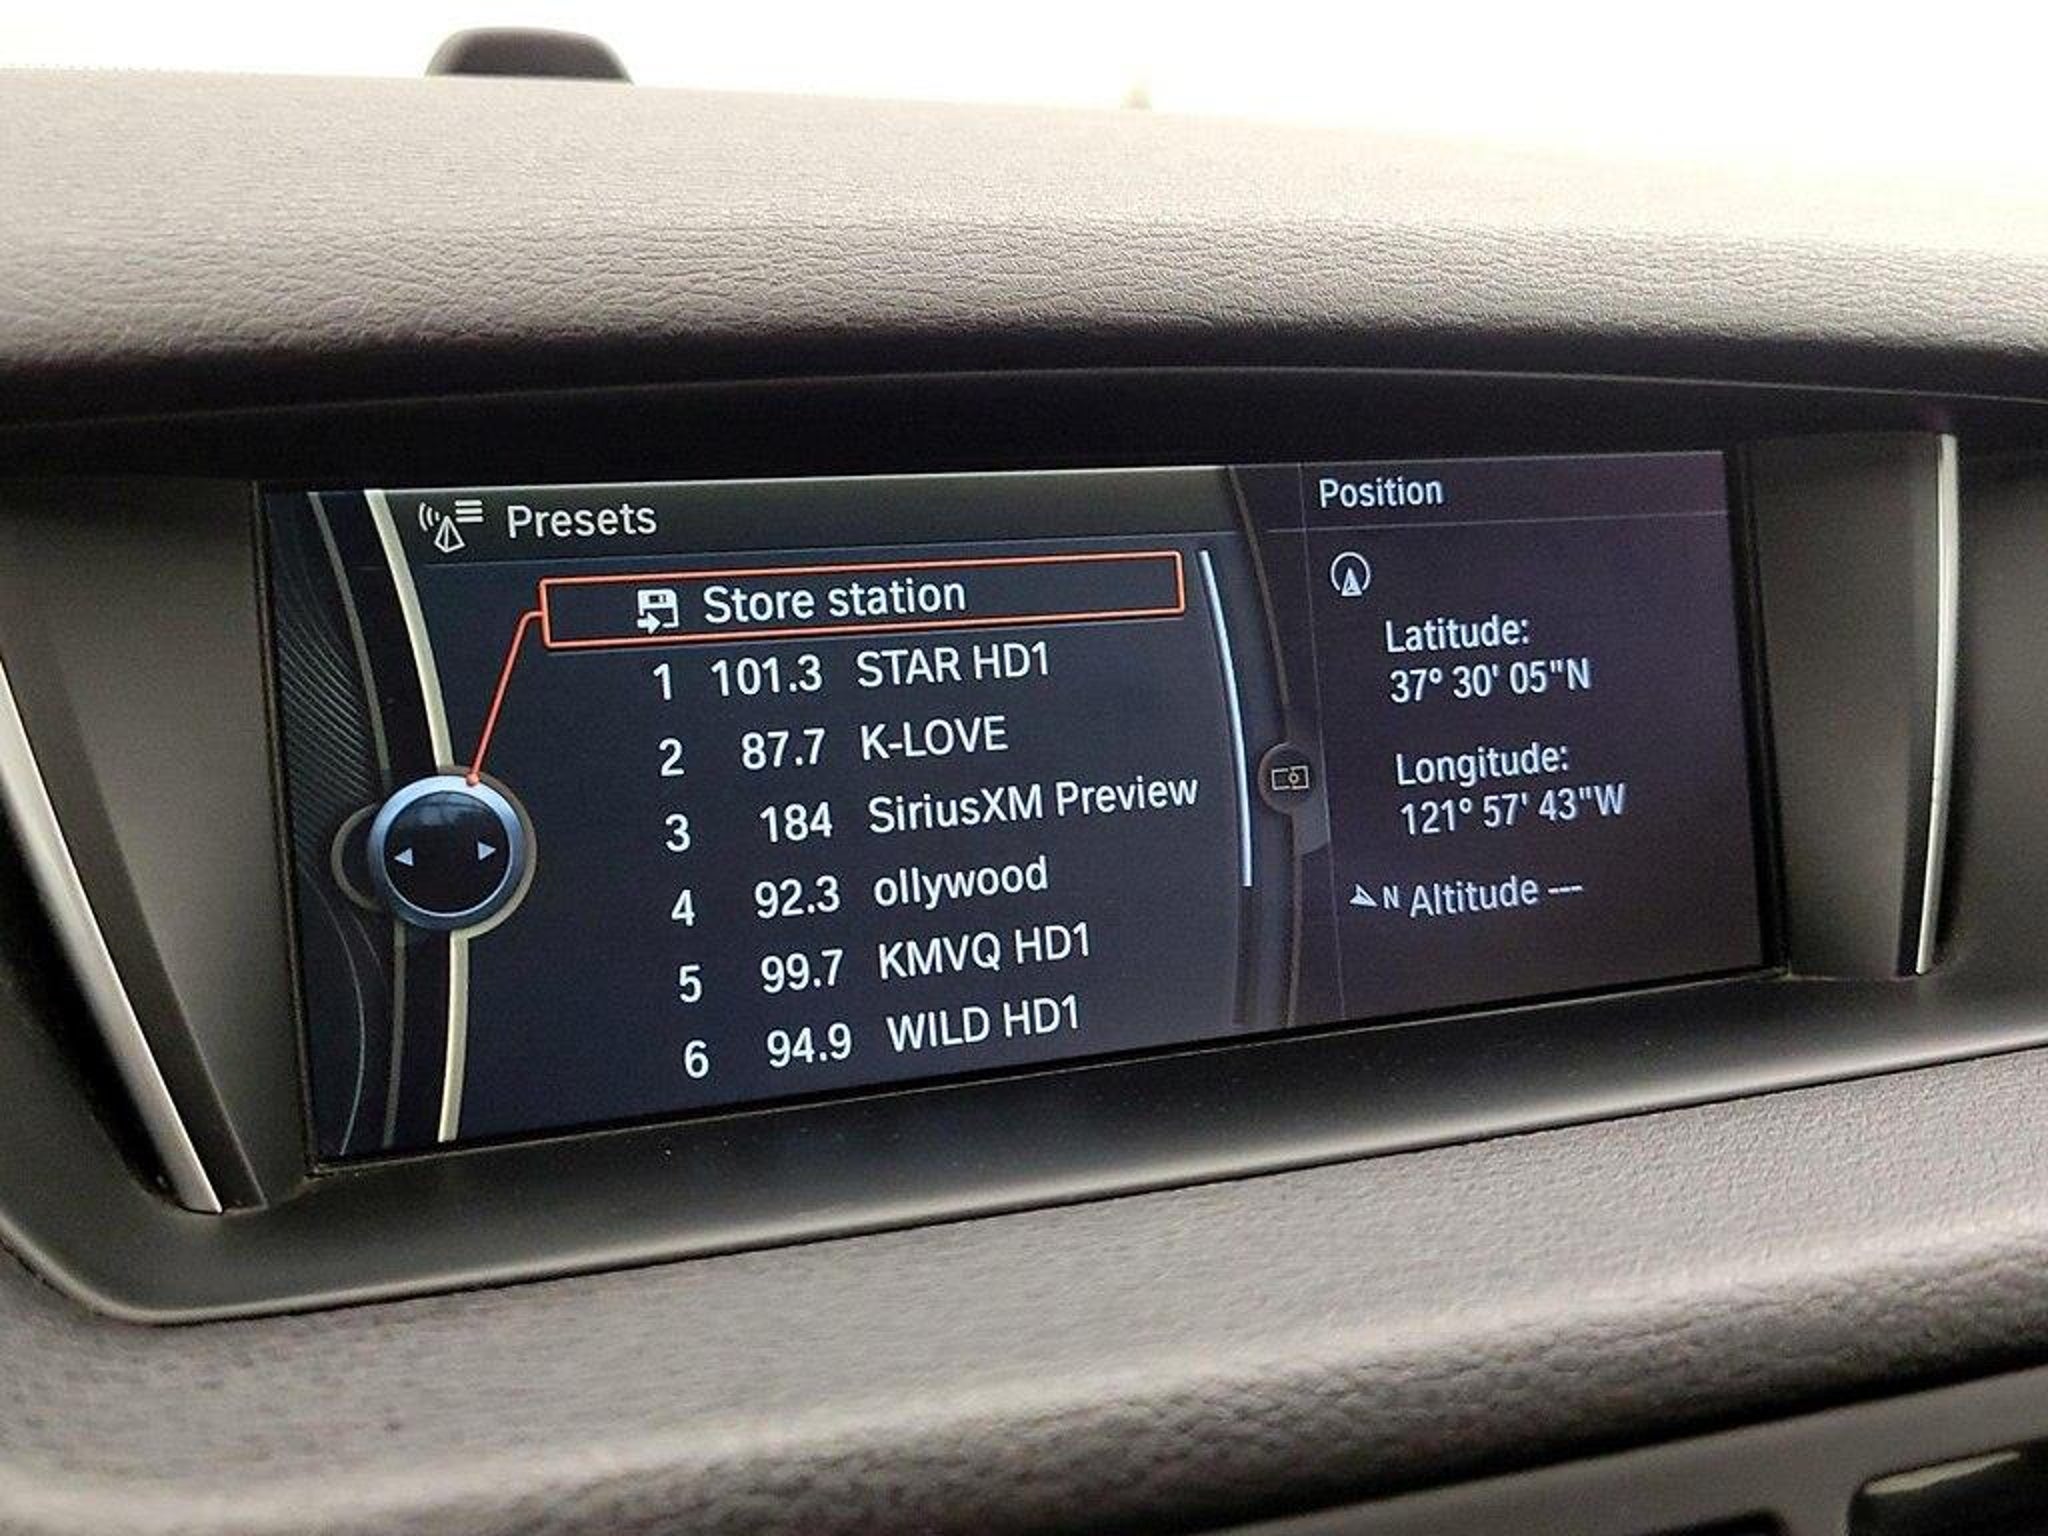 Presets
Store station
1 101.3 STAR HD1
2 87.7 K-LOVE
3 184 SiriusXM Preview
4 92.3 ollywood
5 99.7 KMVQ HD1
6 94.9 WILD HD1
Position
Latitude:
37° 30' 05"N
Longitude:
121° 57' 43"W
N Altitude ---